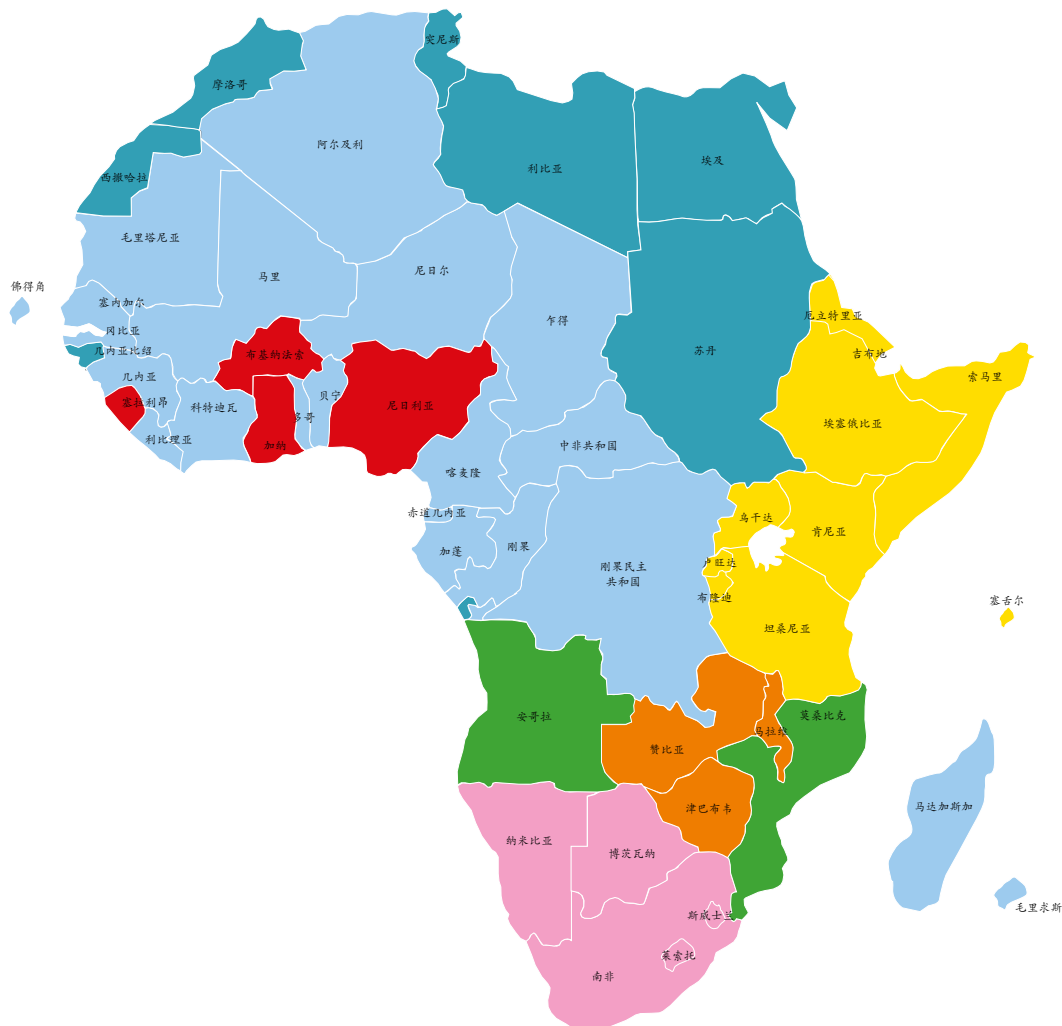 突尼斯
摩洛哥
阿尔及利
利比亚
埃及
西撒哈拉
毛里塔尼亚
马里
尼日尔
乍得
苏丹
佛得角
塞内加尔
冈比亚
几内亚比绍
几内亚
塞拉利昂
利比理亚
科特迪瓦
布基纳法索
加纳
多哥
贝宁
尼日利亚
厄立特里亚
吉布地
索马里
埃塞俄比亚
中非共和国
喀麦隆
赤道几内亚
加蓬
刚果
刚果民主
共和国
乌干达
肯尼亚
卢旺达
布隆迪
坦桑尼亚
塞舌尔
安哥拉
赞比亚
马拉维
莫桑比克
津巴布韦
纳米比亚
博茨瓦纳
马达加斯加
毛里求斯
斯威士兰
莱索托
南非